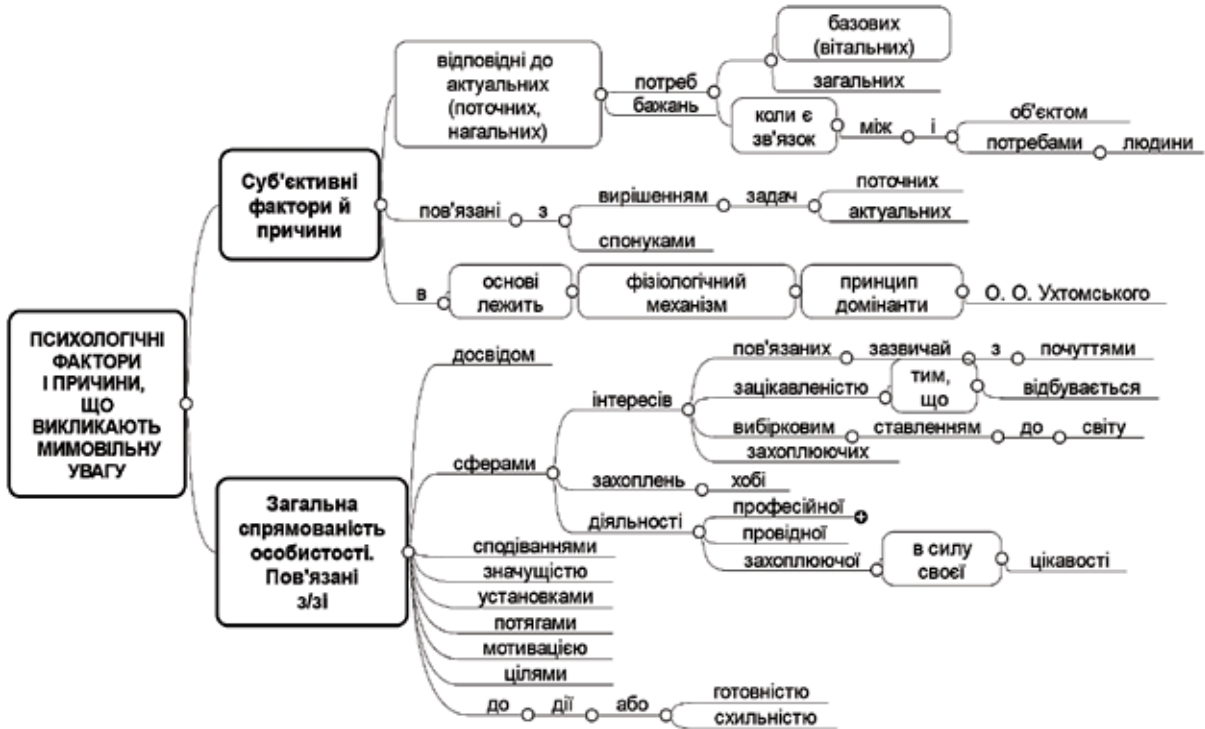 ПСИХОЛОГІЧНІ
ФАКТОРИ
І ПРИЧИНИ,
ЩО
ВИКЛИКАЮТЬ
МИМОВІЛЬНУ
УВАГУ
Суб'єктивні
фактори й
причини
відповідні до
актуальних
(поточних,
нагальних)
потреб
бажань
базових
(вітальних)
загальних
коли є
зв'язок
між
і
об'єктом
потребами
людини
пов'язані
з
вирішенням
задач
поточних
актуальних
спонуками
в
основі
лежить
фізіологічний
механізм
принцип
домінанти
О. О. Ухтомського
Загальна
спрямованість
особистості.
Пов'язані
з/зі
досвідом
сферами
інтересів
пов'язаних
зазвичай
з
почуттями
зацікавленістю
тим,
що
відбувається
вибірковим
ставленням
до
світу
захоплюючих
захоплень
хобі
діяльності
професійної
провідної
захоплюючої
в силу
своєї
цікавості
сподіваннями
значущістю
установками
потягами
мотивацією
цілями
до
дії
або
готовністю
схильністю